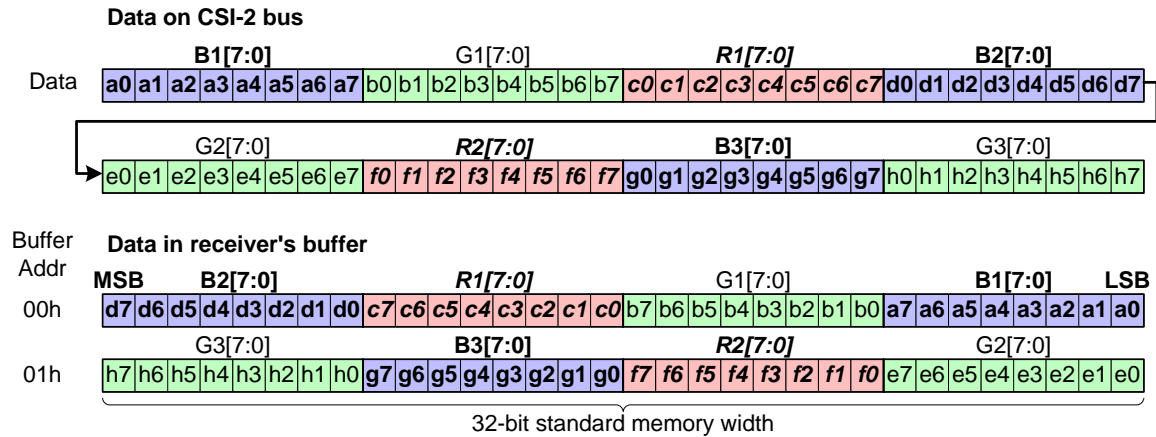 Data on CSI-2 bus
B1[7:0] G1[7:0] R1[7:0] B2[7:0]
Data a0 a1 a2 a3 a4 a5 a6 a7 b0 b1 b2 b3 b4 b5 b6 b7 c0 c1 c2 c3 c4 c5 c6 c7 d0 d1 d2 d3 d4 d5 d6 d7
G2[7:0] R2[7:0] B3[7:0] G3[7:0]
e0 e1 e2 e3 e4 e5 e6 e7 f0 f1 f2 f3 f4 f5 f6 f7 g0 g1 g2 g3 g4 g5 g6 g7 h0 h1 h2 h3 h4 h5 h6 h7
Buffer Addr
Data in receiver's buffer
MSB B2[7:0] R1[7:0] G1[7:0] B1[7:0] LSB
00h d7 d6 d5 d4 d3 d2 d1 d0 c7 c6 c5 c4 c3 c2 c1 c0 b7 b6 b5 b4 b3 b2 b1 b0 a7 a6 a5 a4 a3 a2 a1 a0
G3[7:0] B3[7:0] R2[7:0] G2[7:0]
01h h7 h6 h5 h4 h3 h2 h1 h0 g7 g6 g5 g4 g3 g2 g1 g0 f7 f6 f5 f4 f3 f2 f1 f0 e7 e6 e5 e4 e3 e2 e1 e0
32-bit standard memory width